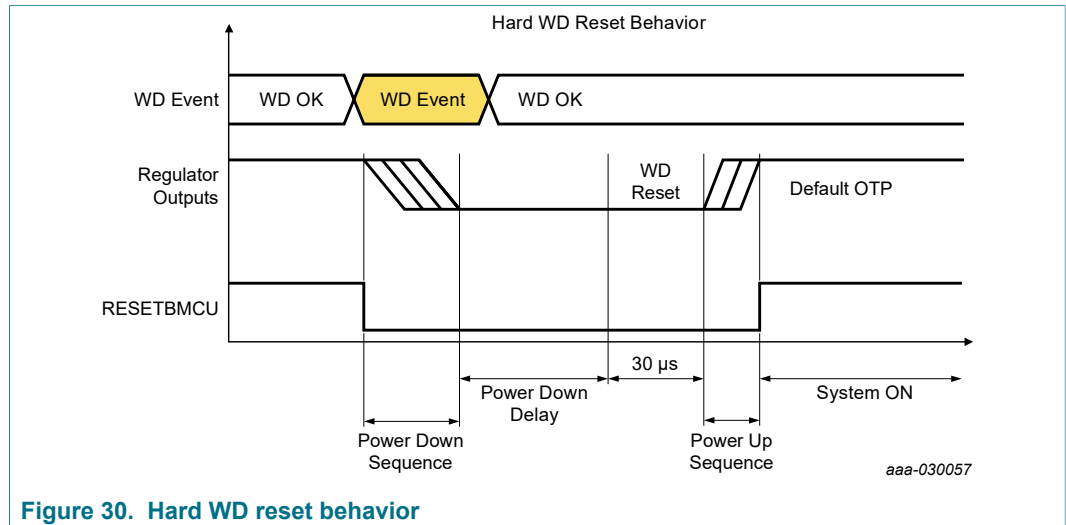 Hard WD Reset Behavior
WD Event
WD OK
WD Event
WD OK
Regulator
Outputs
WD
Reset
Default OTP
RESETBMCU
30 µs
Power Down
Delay
System ON
Power Down
Sequence
Power Up
Sequence
aaa-030057
Figure 30. Hard WD reset behavior